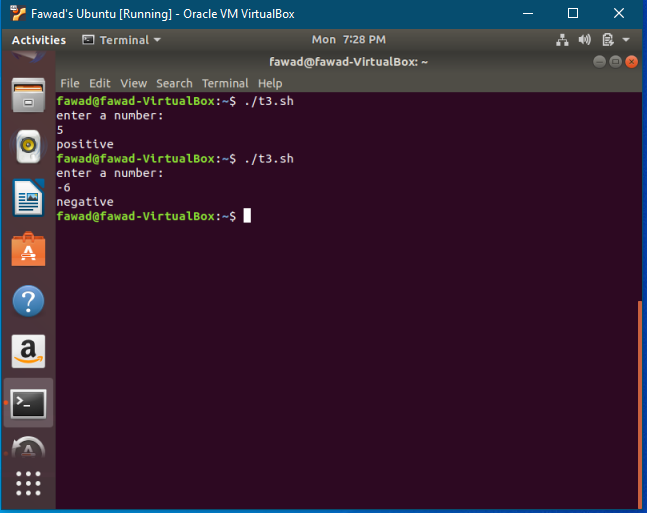 Fawad's Ubuntu [Running] - Oracle VM VirtualBox
Activities Terminal Mon 7:28 PM
fawad@fawad-VirtualBox: ~
File Edit View Search Terminal Help
fawad@fawad-VirtualBox:~$ ./t3.sh
enter a number:
5
positive
fawad@fawad-VirtualBox:~$ ./t3.sh
enter a number:
-6
negative
fawad@fawad-VirtualBox:~$